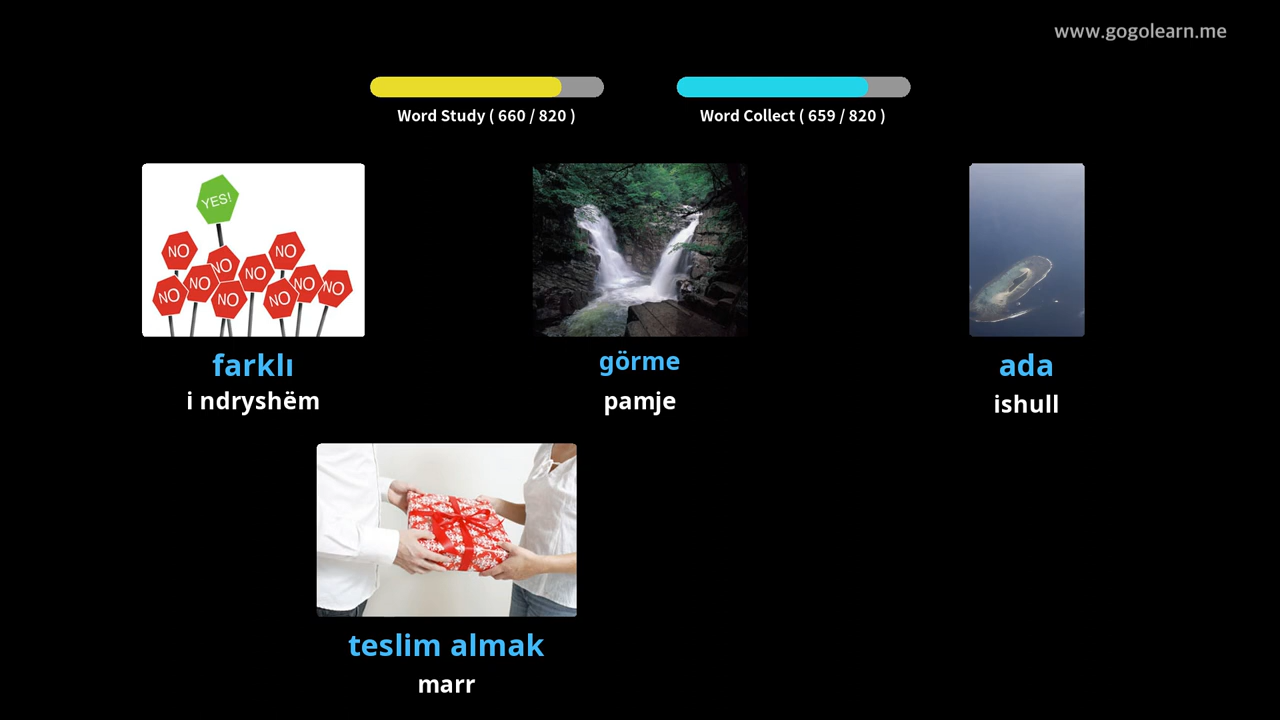 www.gogolearn.me
Word Study ( 660 / 820 )
Word Collect ( 659 / 820 )
YES!
NO
NO
NO
NO
NO
NO
NO
NO
NO
NO
farklı
i ndryshëm
görme
pamje
ada
ishull
teslim almak
marr